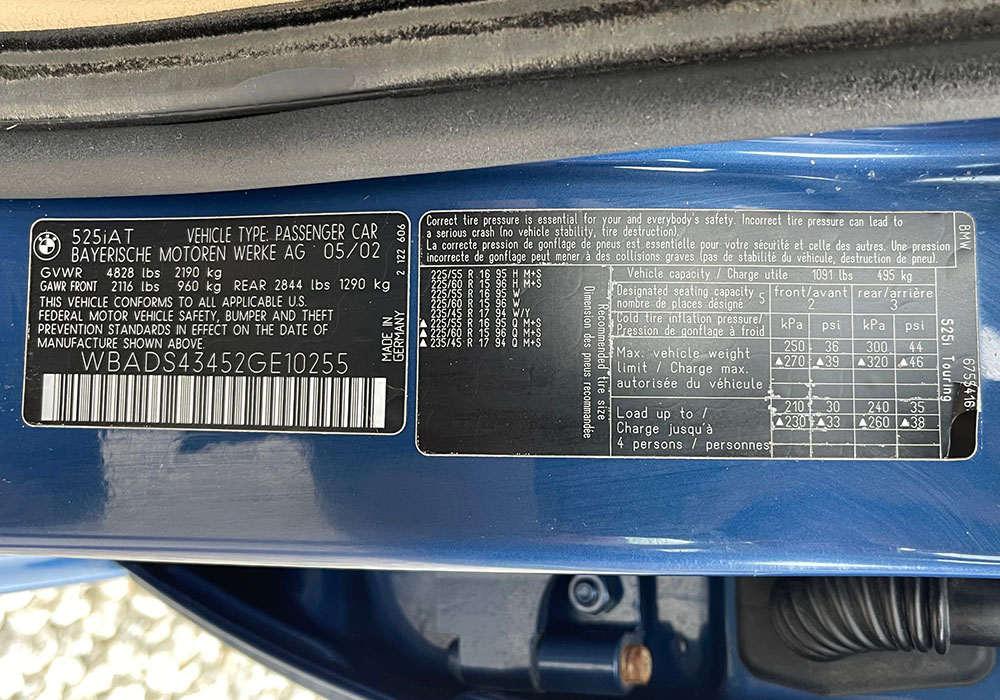 BMW
525iAT VEHICLE TYPE: PASSENGER CAR
BAYERISCHE MOTOREN WERKE AG 05/02
GVWR 4828 lbs 2190 kg
GAWR FRONT 2116 lbs 960 kg REAR 2844 lbs 1290 kg
THIS VEHICLE CONFORMS TO ALL APPLICABLE U.S.
FEDERAL MOTOR VEHICLE SAFETY, BUMPER AND THEFT
PREVENTION STANDARDS IN EFFECT ON THE DATE OF
MANUFACTURE SHOWN ABOVE.
WBADS43452GE10255
MADE IN
GERMANY
2 122 606
Correct tire pressure is essential for your and everybody's safety. Incorrect tire pressure can lead to
a serious crash (no vehicle stability, tire destruction).
La correcte pression de gonflage de pneus est essentielle pour votre sécurité et celle des autres. Une pression
incorrecte de gonflage peut mener à des collisions graves (pas de stabilité du vehicule, destruction de pneu).
225/55 R 16 95 H M+S
225/60 R 15 96 H M+S
225/55 R 16 95 W
225/60 R 15 96 W
235/45 R 17 94 W/Y
▲225/55 R 16 95 Q M+S
▲225/60 R 15 96 Q M+S
▲235/45 R 17 94 Q M+S
Recommended tire size
Dimension des pneus recommandée
Vehicle capacity / Charge utile 1091 lbs 495 kg
Designated seating capacity 5 front/avant rear/arrière
nombre de places désigné 2 3
Cold tire inflation pressure/ kPa psi kPa psi
Pression de gonflage à froid
250 36 300 44
Max. vehicle weight ▲270 ▲39 ▲320 ▲46
limit / Charge max.
autorisée du véhicule
210 30 240 35
Load up to / ▲230 ▲33 ▲260 ▲38
Charge jusqu'à
4 persons / personnes
BMW
525i Touring
6755416